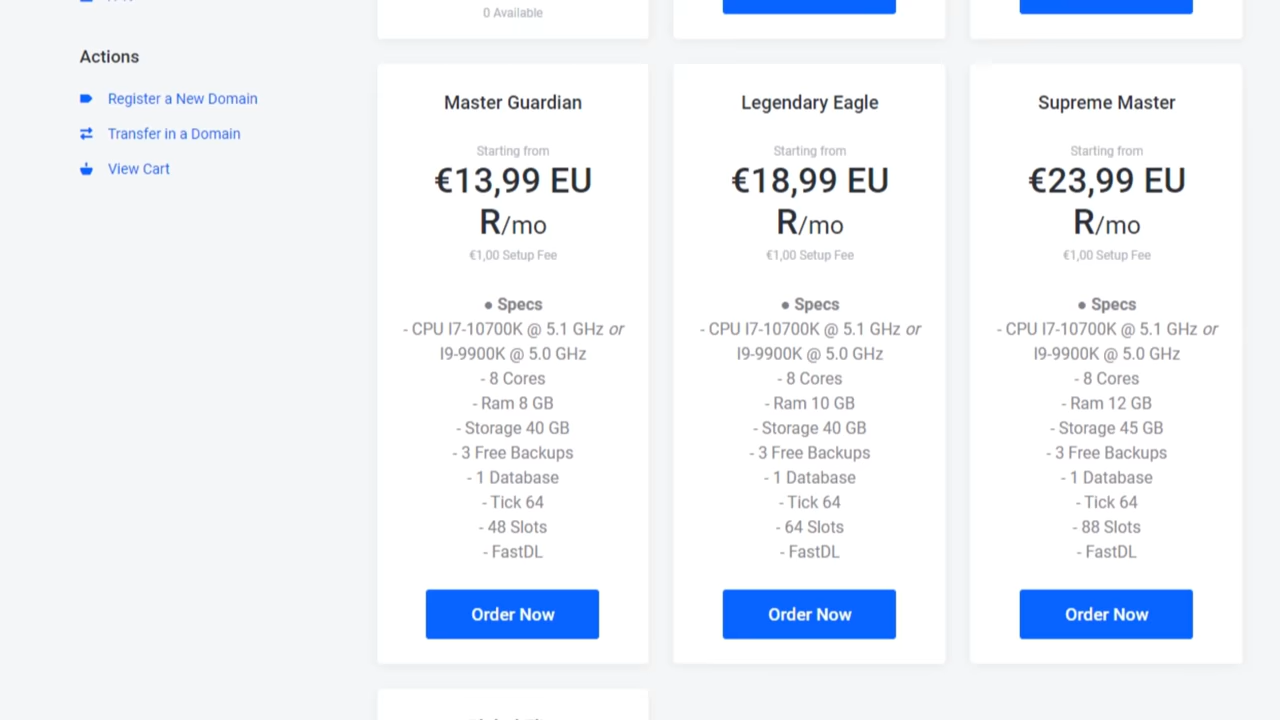 0 Available
Actions
Register a New Domain
Transfer in a Domain
View Cart
Master Guardian
Starting from
€13,99 EU
R/mo
€1,00 Setup Fee
● Specs
- CPU I7-10700K @ 5.1 GHz or
I9-9900K @ 5.0 GHz
- 8 Cores
- Ram 8 GB
- Storage 40 GB
- 3 Free Backups
- 1 Database
- Tick 64
- 48 Slots
- FastDL
Order Now
Legendary Eagle
Starting from
€18,99 EU
R/mo
€1,00 Setup Fee
● Specs
- CPU I7-10700K @ 5.1 GHz or
I9-9900K @ 5.0 GHz
- 8 Cores
- Ram 10 GB
- Storage 40 GB
- 3 Free Backups
- 1 Database
- Tick 64
- 64 Slots
- FastDL
Order Now
Supreme Master
Starting from
€23,99 EU
R/mo
€1,00 Setup Fee
● Specs
- CPU I7-10700K @ 5.1 GHz or
I9-9900K @ 5.0 GHz
- 8 Cores
- Ram 12 GB
- Storage 45 GB
- 3 Free Backups
- 1 Database
- Tick 64
- 88 Slots
- FastDL
Order Now